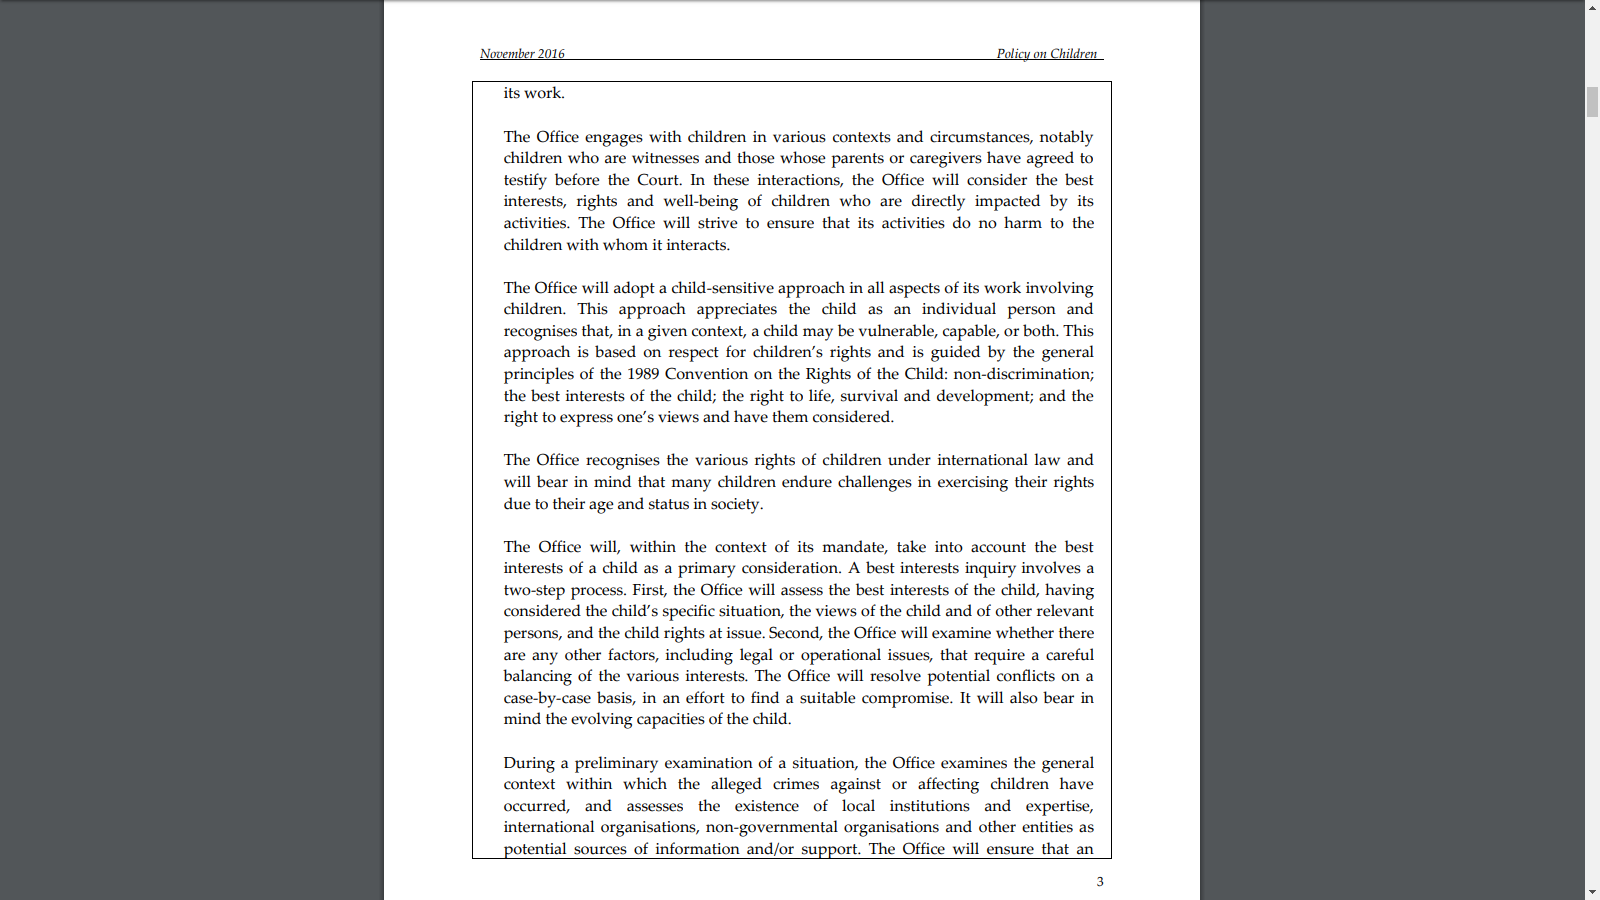 November 2016 Policy on Children
its work.
The Office engages with children in various contexts and circumstances, notably
children who are witnesses and those whose parents or caregivers have agreed to
testify before the Court. In these interactions, the Office will consider the best
interests, rights and well-being of children who are directly impacted by its
activities. The Office will strive to ensure that its activities do no harm to the
children with whom it interacts.
The Office will adopt a child-sensitive approach in all aspects of its work involving
children. This approach appreciates the child as an individual person and
recognises that, in a given context, a child may be vulnerable, capable, or both. This
approach is based on respect for children’s rights and is guided by the general
principles of the 1989 Convention on the Rights of the Child: non-discrimination;
the best interests of the child; the right to life, survival and development; and the
right to express one’s views and have them considered.
The Office recognises the various rights of children under international law and
will bear in mind that many children endure challenges in exercising their rights
due to their age and status in society.
The Office will, within the context of its mandate, take into account the best
interests of a child as a primary consideration. A best interests inquiry involves a
two-step process. First, the Office will assess the best interests of the child, having
considered the child’s specific situation, the views of the child and of other relevant
persons, and the child rights at issue. Second, the Office will examine whether there
are any other factors, including legal or operational issues, that require a careful
balancing of the various interests. The Office will resolve potential conflicts on a
case-by-case basis, in an effort to find a suitable compromise. It will also bear in
mind the evolving capacities of the child.
During a preliminary examination of a situation, the Office examines the general
context within which the alleged crimes against or affecting children have
occurred, and assesses the existence of local institutions and expertise,
international organisations, non-governmental organisations and other entities as
potential sources of information and/or support. The Office will ensure that an
3